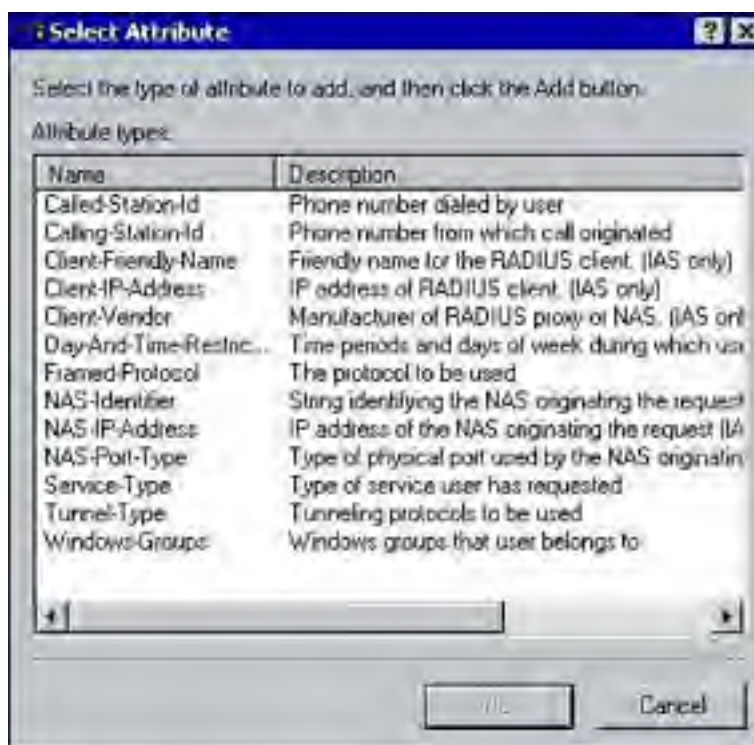 Select Attribute
Select the type of attribute to add, and then click the Add button.
Attribute types:
Name Description
Called-Station-Id Phone number dialed by user
Calling-Station-Id Phone number from which call originated
Client-Friendly-Name Friendly name for the RADIUS client. (IAS only)
Client-IP-Address IP address of RADIUS client. (IAS only)
Client-Vendor Manufacturer of RADIUS proxy or NAS. (IAS onl
Day-And-Time-Restric... Time periods and days of week during which use
Framed-Protocol The protocol to be used
NAS-Identifier String identifying the NAS originating the request
NAS-IP-Address IP address of the NAS originating the request (IA
NAS-Port-Type Type of physical port used by the NAS originatin
Service-Type Type of service user has requested
Tunnel-Type Tunneling protocols to be used
Windows-Groups Windows groups that user belongs to
Cancel